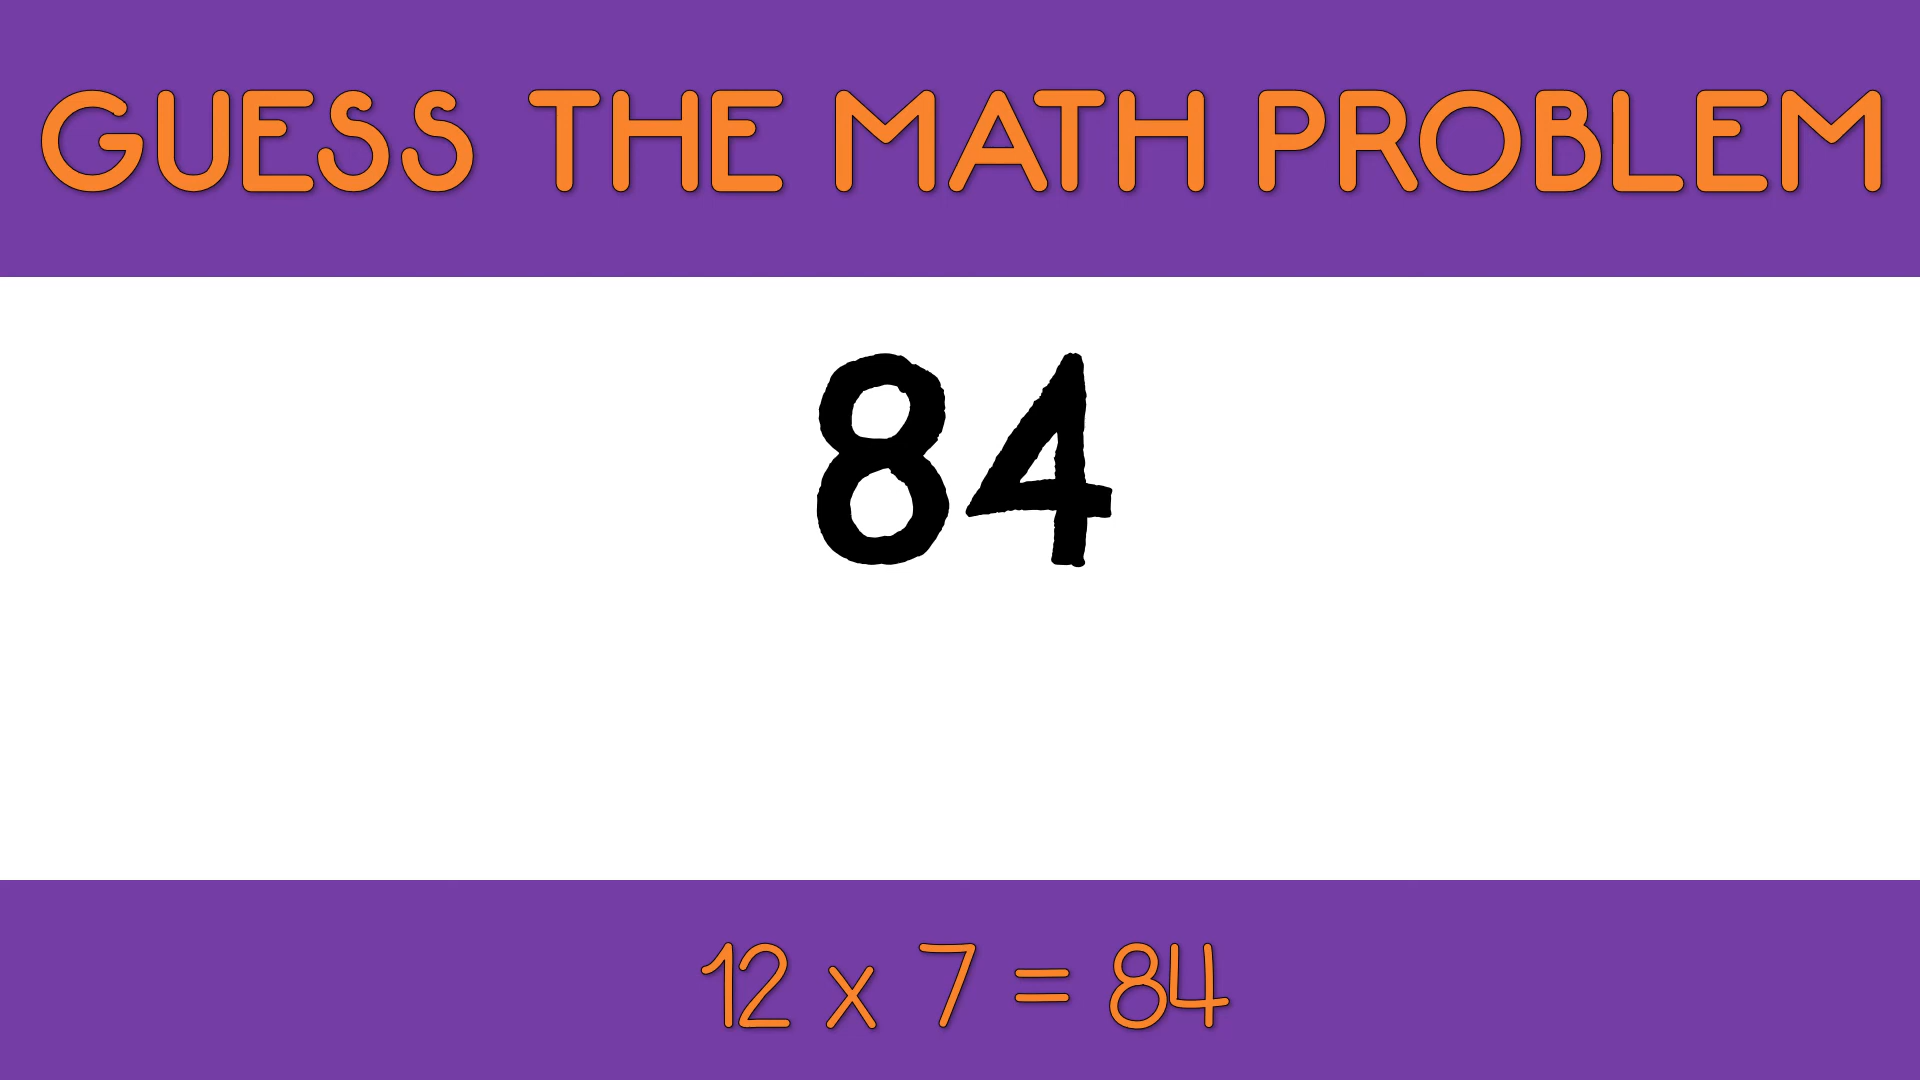 GUESS THE MATH PROBLEM
84
12 x 7 = 84